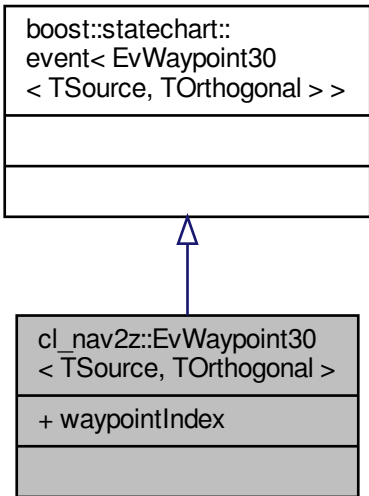 boost::statechart::
event< EvWaypoint30
< TSource, TOrthogonal > >
cl_nav2z::EvWaypoint30
< TSource, TOrthogonal >
+ waypointIndex